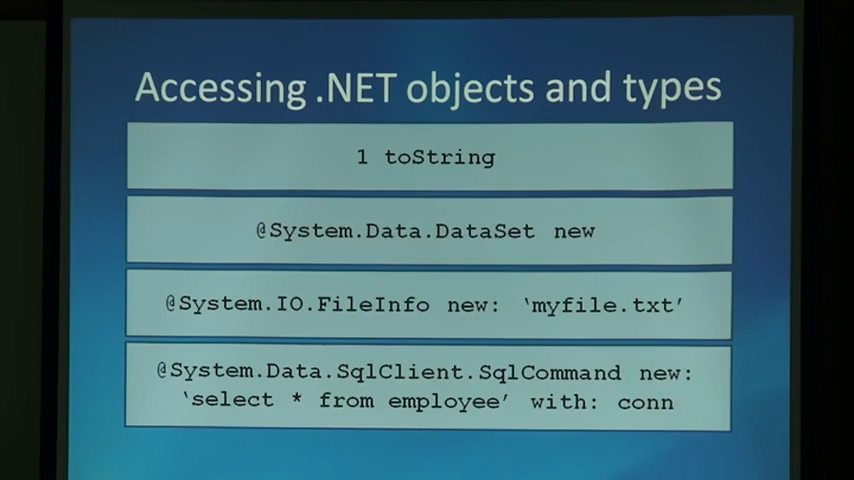 Accessing .NET objects and types
1 toString
@System.Data.DataSet new
@System.IO.FileInfo new: ‘myfile.txt’
@System.Data.SqlClient.SqlCommand new:
‘select * from employee’ with: conn